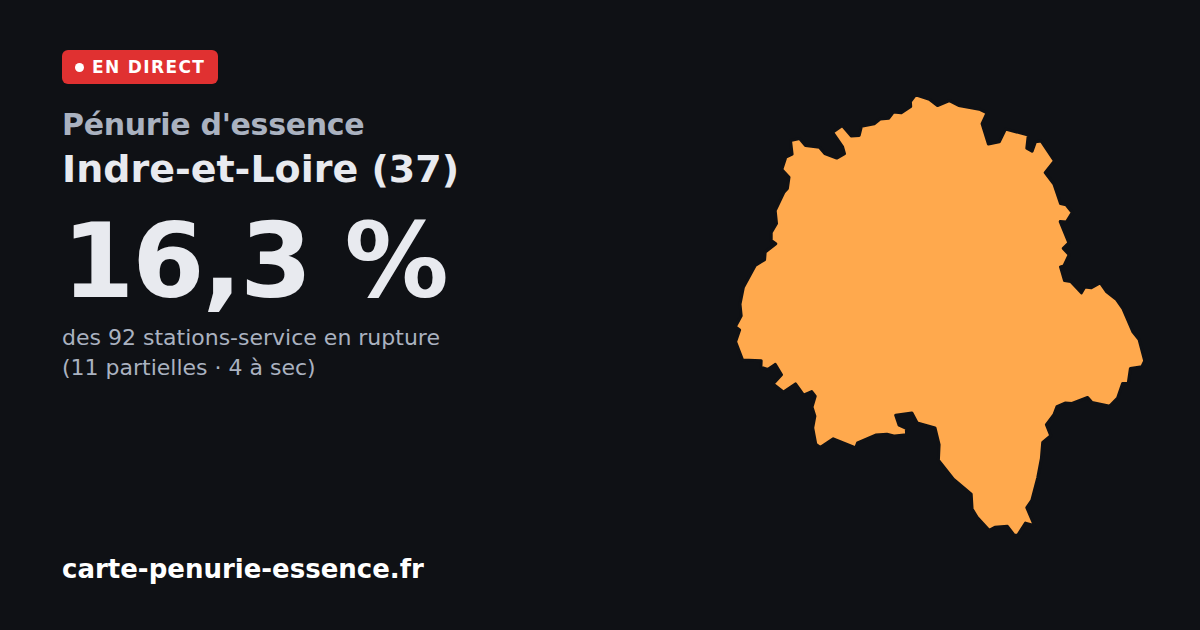 EN DIRECT
Pénurie d'essence
Indre-et-Loire (37)
16,3 %
des 92 stations-service en rupture
(11 partielles · 4 à sec)
carte-penurie-essence.fr